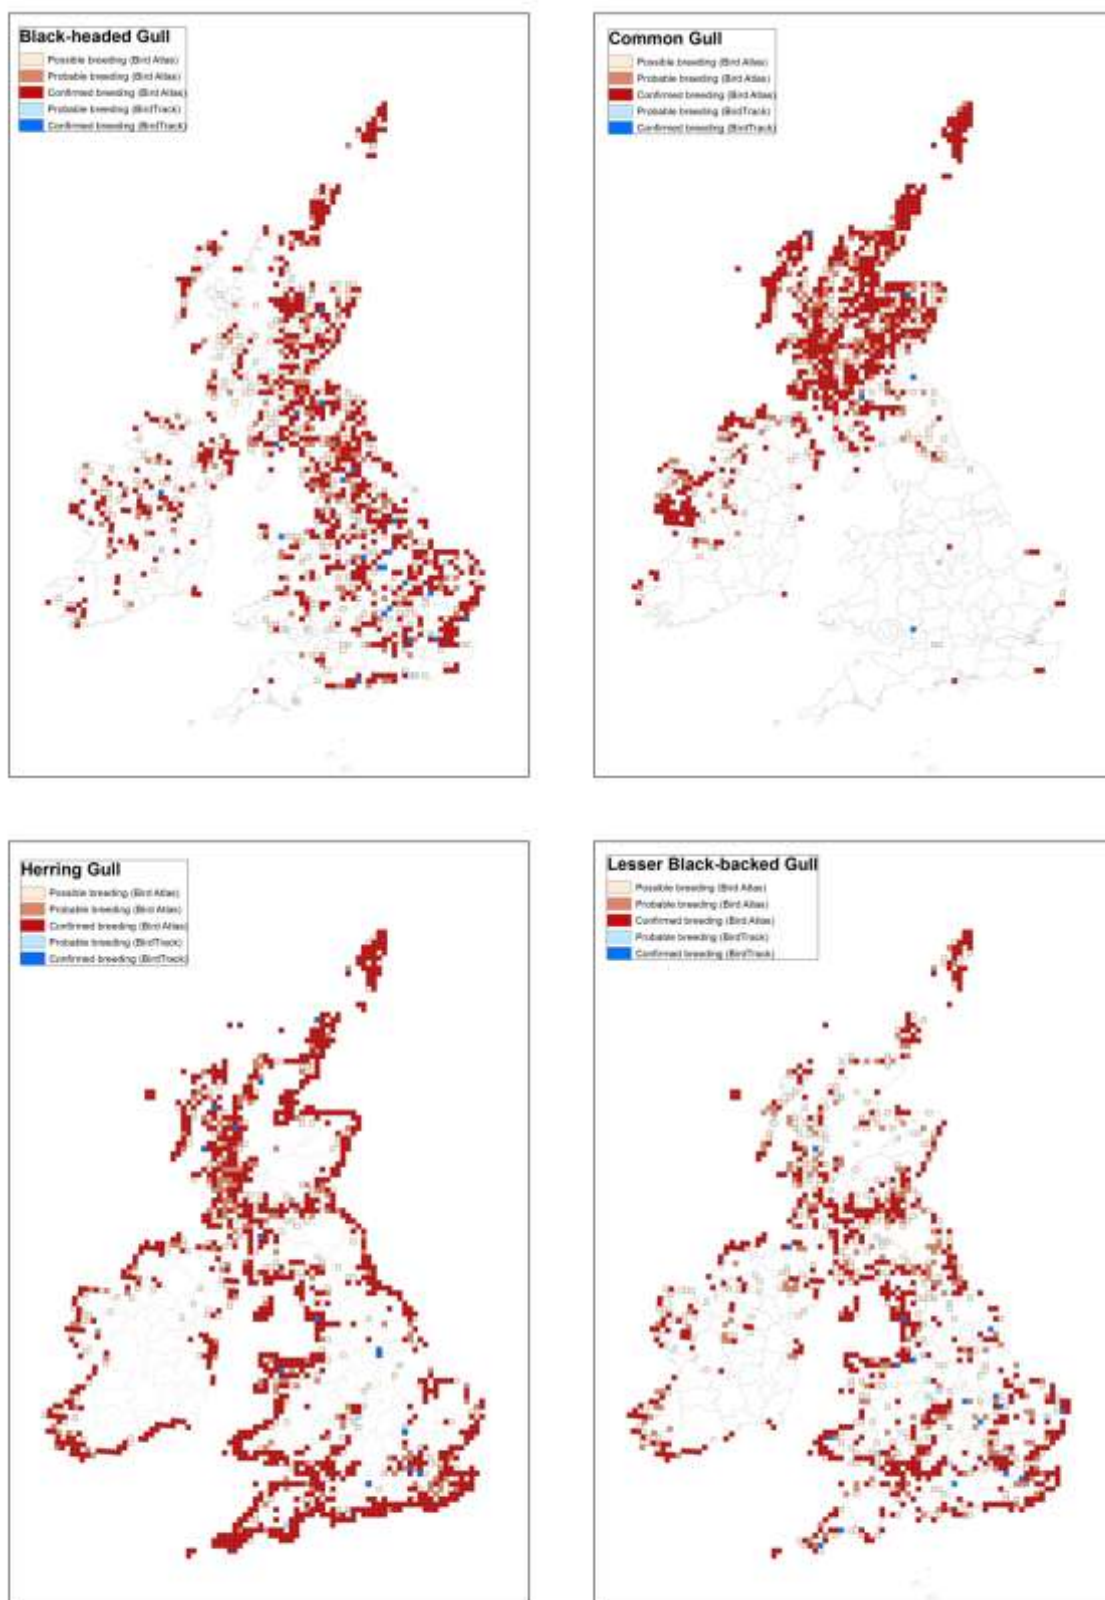 Black-headed Gull
Possible breeding (Bird Atlas)
Probable breeding (Bird Atlas)
Confirmed breeding (Bird Atlas)
Probable breeding (BirdTrack)
Confirmed breeding (BirdTrack)
Common Gull
Possible breeding (Bird Atlas)
Probable breeding (Bird Atlas)
Confirmed breeding (Bird Atlas)
Probable breeding (BirdTrack)
Confirmed breeding (BirdTrack)
Herring Gull
Possible breeding (Bird Atlas)
Probable breeding (Bird Atlas)
Confirmed breeding (Bird Atlas)
Probable breeding (BirdTrack)
Confirmed breeding (BirdTrack)
Lesser Black-backed Gull
Possible breeding (Bird Atlas)
Probable breeding (Bird Atlas)
Confirmed breeding (Bird Atlas)
Probable breeding (BirdTrack)
Confirmed breeding (BirdTrack)